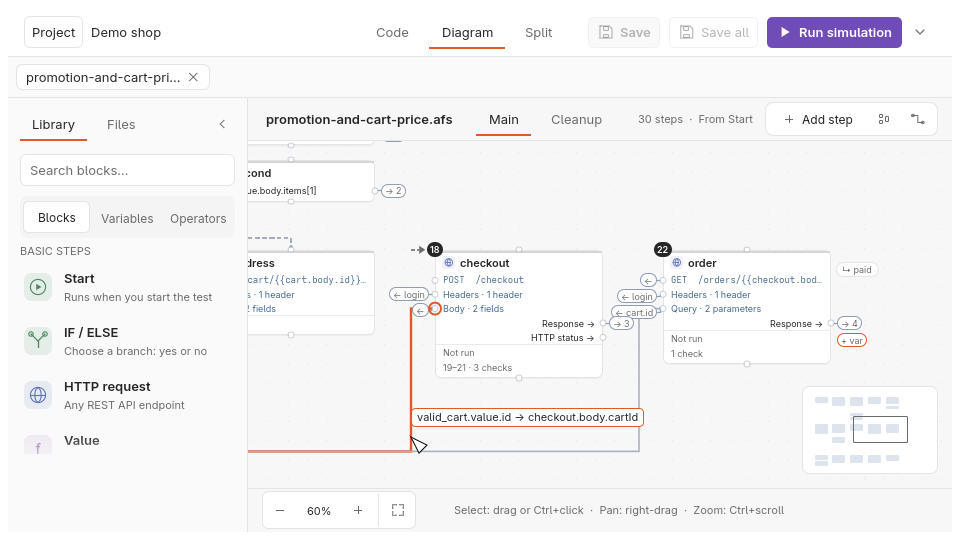 Project Demo shop Code Diagram Split Save Save all Run simulation
promotion-and-cart-pri...
Library Files
promotion-and-cart-price.afs Main Cleanup 30 steps · From Start Add step
Search blocks...
Blocks Variables Operators
BASIC STEPS
Start
Runs when you start the test
IF / ELSE
Choose a branch: yes or no
HTTP request
Any REST API endpoint
Value
cond
ue.body.items[1]
→ 2
dress
cart/{{cart.body.id}}…
s · 1 header
fields
18
checkout
POST /checkout
← login
Headers · 1 header
←
Body · 2 fields
Response →
→ 3
HTTP status →
Not run
19–21 · 3 checks
22
order
↳ paid
←
GET /orders/{{checkout.bod…
← login
Headers · 1 header
← cart.id
Query · 2 parameters
Response →
→ 4
+ var
Not run
1 check
valid_cart.value.id → checkout.body.cartId
60%
Select: drag or Ctrl+click · Pan: right-drag · Zoom: Ctrl+scroll